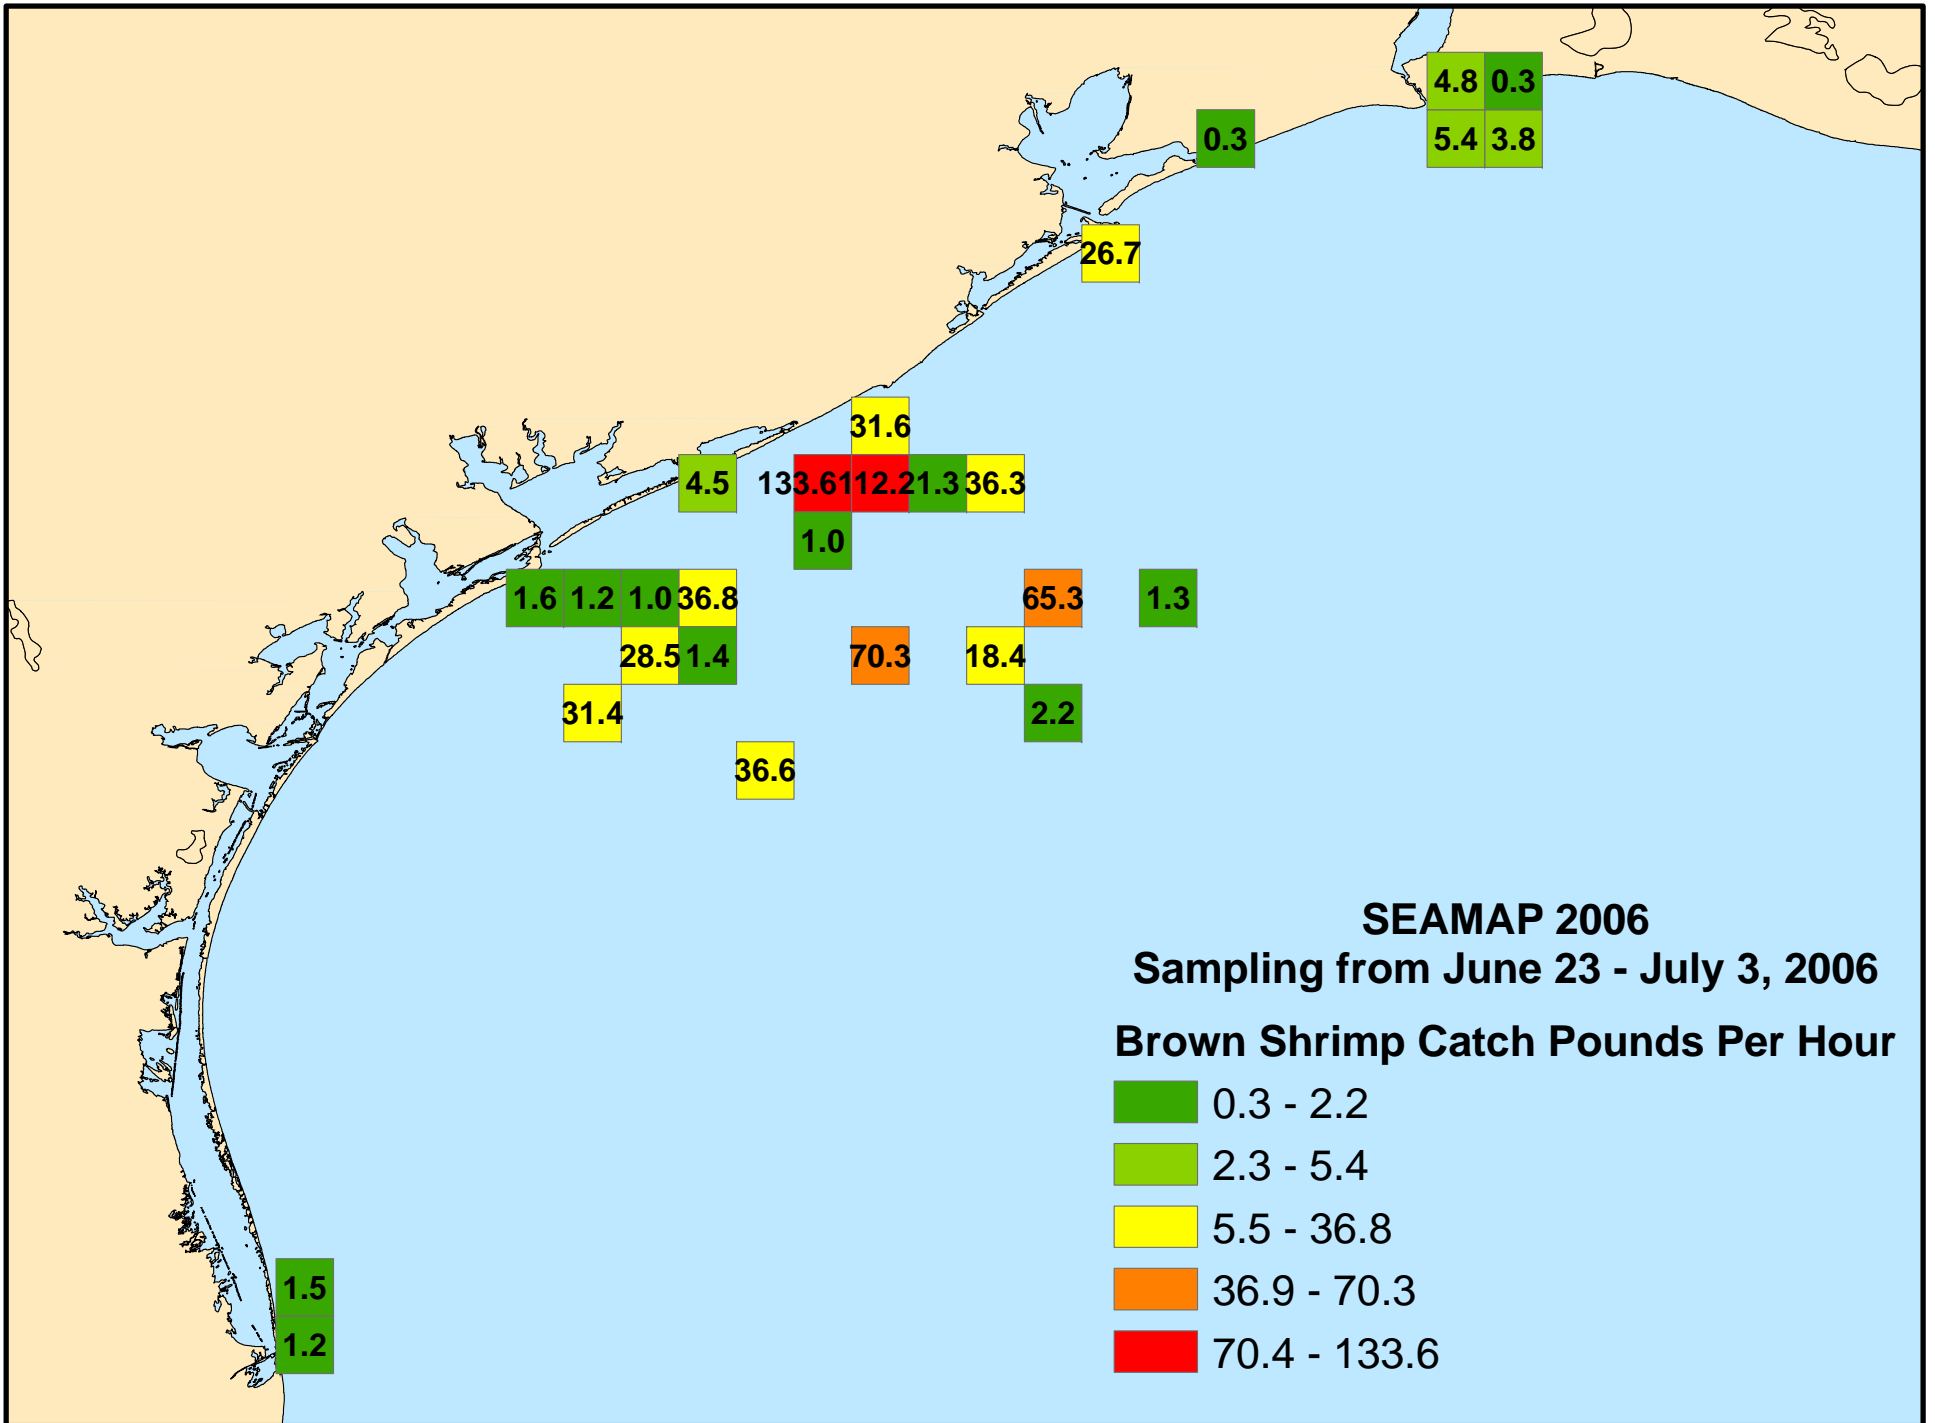 4.8 0.3
0.3 5.4 3.8
26.7
31.6
4.5 133.6 112.2 1.3 36.3
1.0
1.6 1.2 1.0 36.8 65.3 1.3
28.5 1.4 70.3 18.4
31.4 2.2
36.6
SEAMAP 2006
Sampling from June 23 - July 3, 2006
Brown Shrimp Catch Pounds Per Hour
0.3 - 2.2
2.3 - 5.4
5.5 - 36.8
36.9 - 70.3
70.4 - 133.6
1.5
1.2